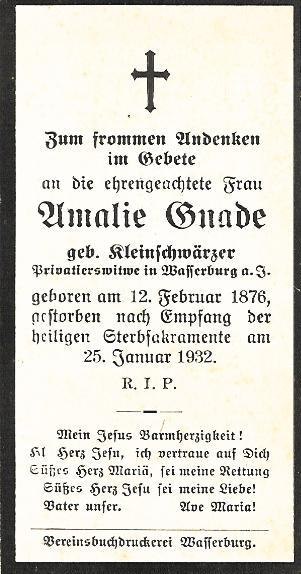 Zum frommen Andenken
im Gebete
an die ehrengeachtete Frau
Amalie Gnade
geb. Kleinschwärzer
Privatierswitwe in Wasserburg a. I.
geboren am 12. Februar 1876,
gestorben nach Empfang der
heiligen Sterbsakramente am
25. Januar 1932.
R. I. P.
Mein Jesus Barmherzigkeit!
Hl Herz Jesu, ich vertraue auf Dich
Süßes Herz Mariä, sei meine Rettung
Süßes Herz Jesu sei meine Liebe!
Vater unser. Ave Maria!
Vereinsbuchdruckerei Wasserburg.